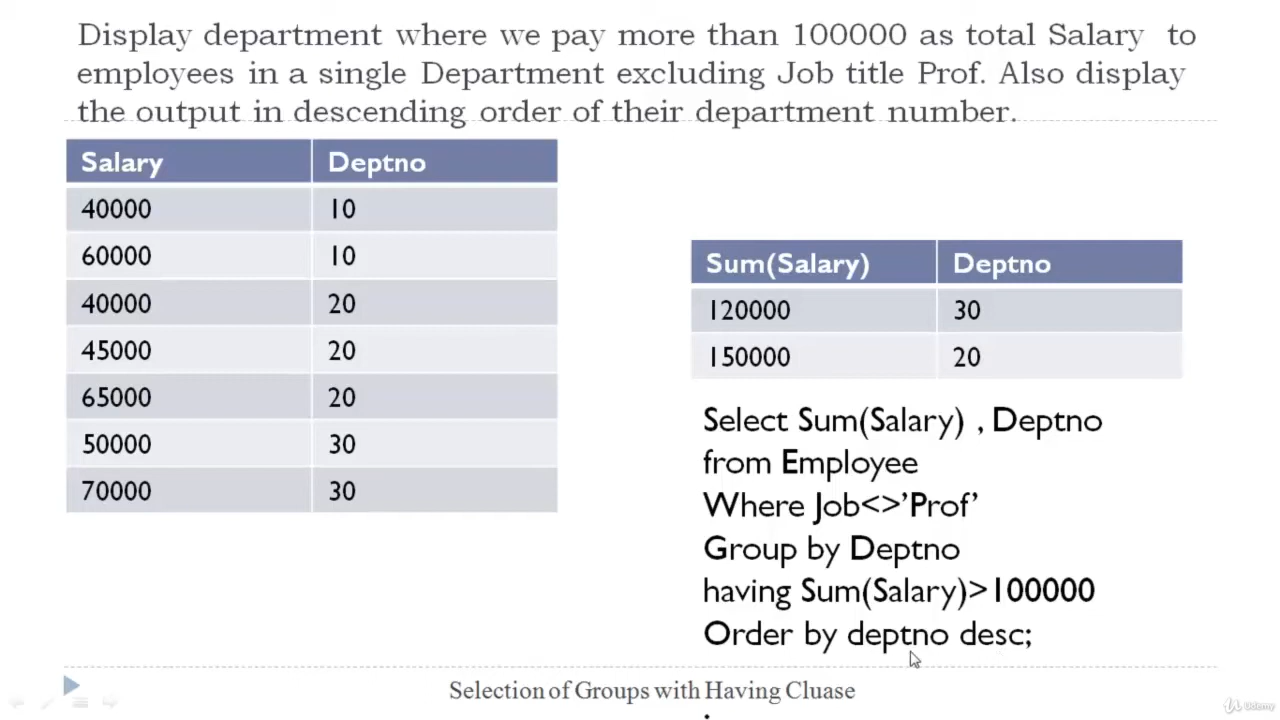 Display department where we pay more than 100000 as total Salary to
employees in a single Department excluding Job title Prof. Also display
the output in descending order of their department number.
Salary Deptno
40000 10
60000 10
40000 20
45000 20
65000 20
50000 30
70000 30
Sum(Salary) Deptno
120000 30
150000 20
Select Sum(Salary) , Deptno
from Employee
Where Job<>’Prof’
Group by Deptno
having Sum(Salary)>100000
Order by deptno desc;
Selection of Groups with Having Cluase
Udemy